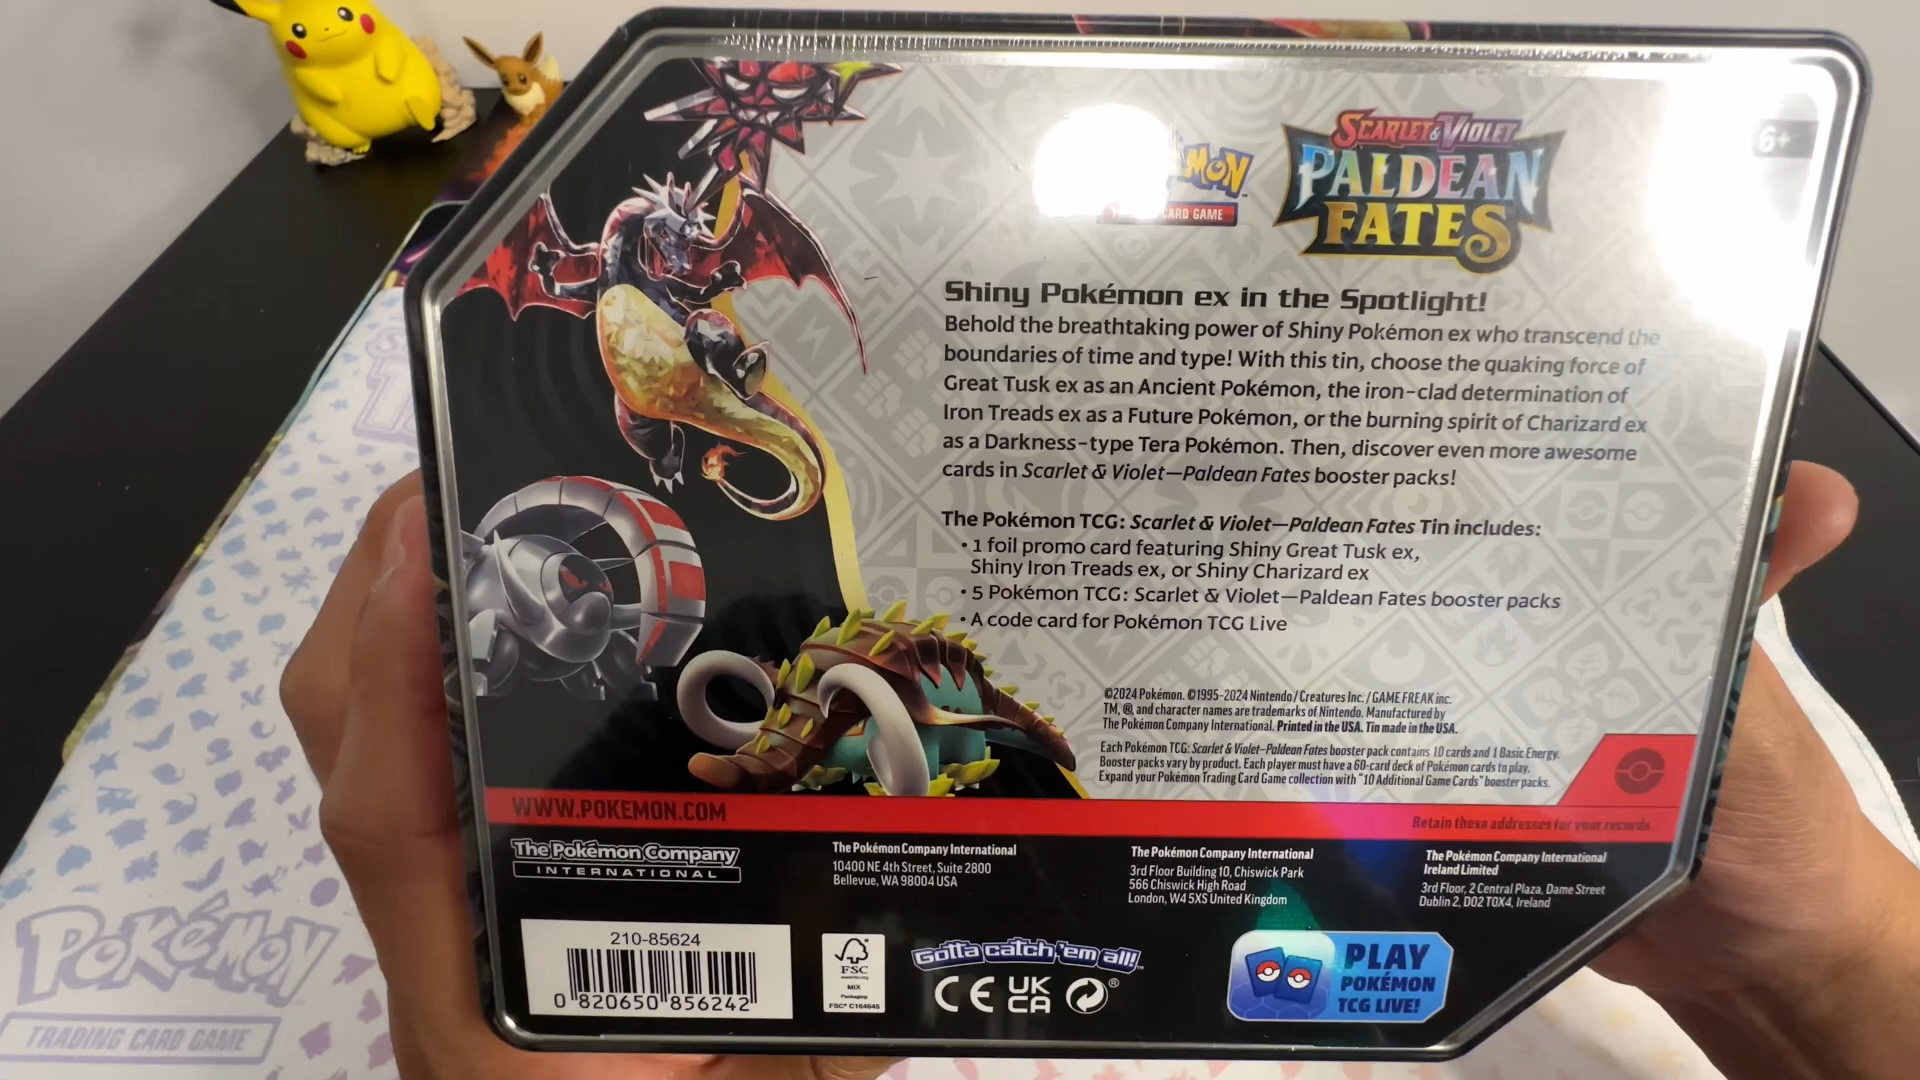 MON
CARD GAME
SCARLET & VIOLET
PALDEAN
FATES
6+
Shiny Pokémon ex in the Spotlight!
Behold the breathtaking power of Shiny Pokémon ex who transcend the
boundaries of time and type! With this tin, choose the quaking force of
Great Tusk ex as an Ancient Pokémon, the iron-clad determination of
Iron Treads ex as a Future Pokémon, or the burning spirit of Charizard ex
as a Darkness-type Tera Pokémon. Then, discover even more awesome
cards in Scarlet & Violet—Paldean Fates booster packs!
The Pokémon TCG: Scarlet & Violet—Paldean Fates Tin includes:
• 1 foil promo card featuring Shiny Great Tusk ex,
Shiny Iron Treads ex, or Shiny Charizard ex
• 5 Pokémon TCG: Scarlet & Violet—Paldean Fates booster packs
• A code card for Pokémon TCG Live
©2024 Pokémon. ©1995-2024 Nintendo / Creatures Inc. / GAME FREAK inc.
TM, ®, and character names are trademarks of Nintendo. Manufactured by
The Pokémon Company International. Printed in the USA. Tin made in the USA.
Each Pokémon TCG: Scarlet & Violet-Paldean Fates booster pack contains 10 cards and 1 Basic Energy.
Booster packs vary by product. Each player must have a 60-card deck of Pokémon cards to play.
Expand your Pokémon Trading Card Game collection with "10 Additional Game Cards" booster packs.
WWW.POKEMON.COM
Retain these addresses for your records.
The Pokémon Company
INTERNATIONAL
The Pokémon Company International
10400 NE 4th Street, Suite 2800
Bellevue, WA 98004 USA
The Pokémon Company International
3rd Floor Building 10, Chiswick Park
566 Chiswick High Road
London, W4 5XS United Kingdom
The Pokémon Company International
Ireland Limited
3rd Floor, 2 Central Plaza, Dame Street
Dublin 2, D02 T0X4, Ireland
210-85624
0 820650 856242
FSC
www.fsc.org
MIX
Packaging
FSC® C164645
Gotta catch 'em all!™
CE
UK
CA
®
PLAY
POKÉMON
TCG LIVE!
POKéMON
TRADING CARD GAME